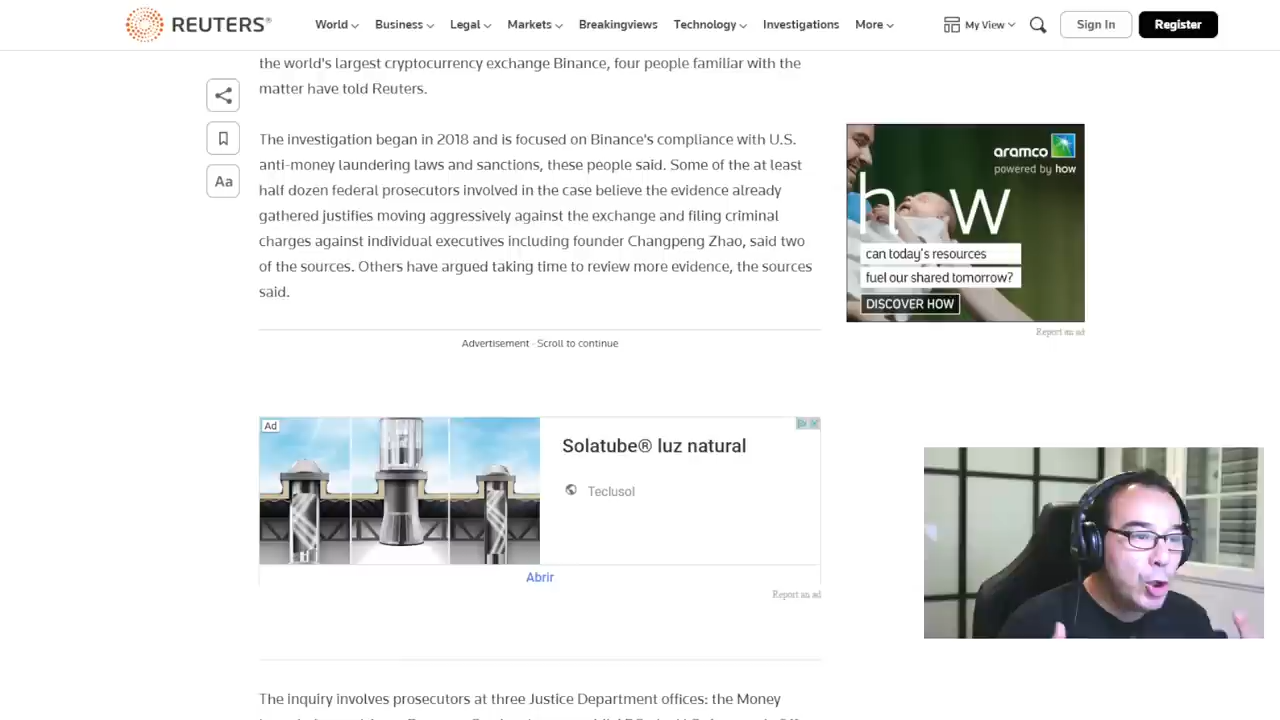 REUTERS®
World
Business
Legal
Markets
Breakingviews
Technology
Investigations
More
My View
Sign In
Register
the world's largest cryptocurrency exchange Binance, four people familiar with the
matter have told Reuters.
Aa
The investigation began in 2018 and is focused on Binance's compliance with U.S.
anti-money laundering laws and sanctions, these people said. Some of the at least
half dozen federal prosecutors involved in the case believe the evidence already
gathered justifies moving aggressively against the exchange and filing criminal
charges against individual executives including founder Changpeng Zhao, said two
of the sources. Others have argued taking time to review more evidence, the sources
said.
aramco
powered by how
how
can today's resources
fuel our shared tomorrow?
DISCOVER HOW
Report an ad
Advertisement · Scroll to continue
Ad
Solatube® luz natural
Teclusol
Abrir
Report an ad
The inquiry involves prosecutors at three Justice Department offices: the Money